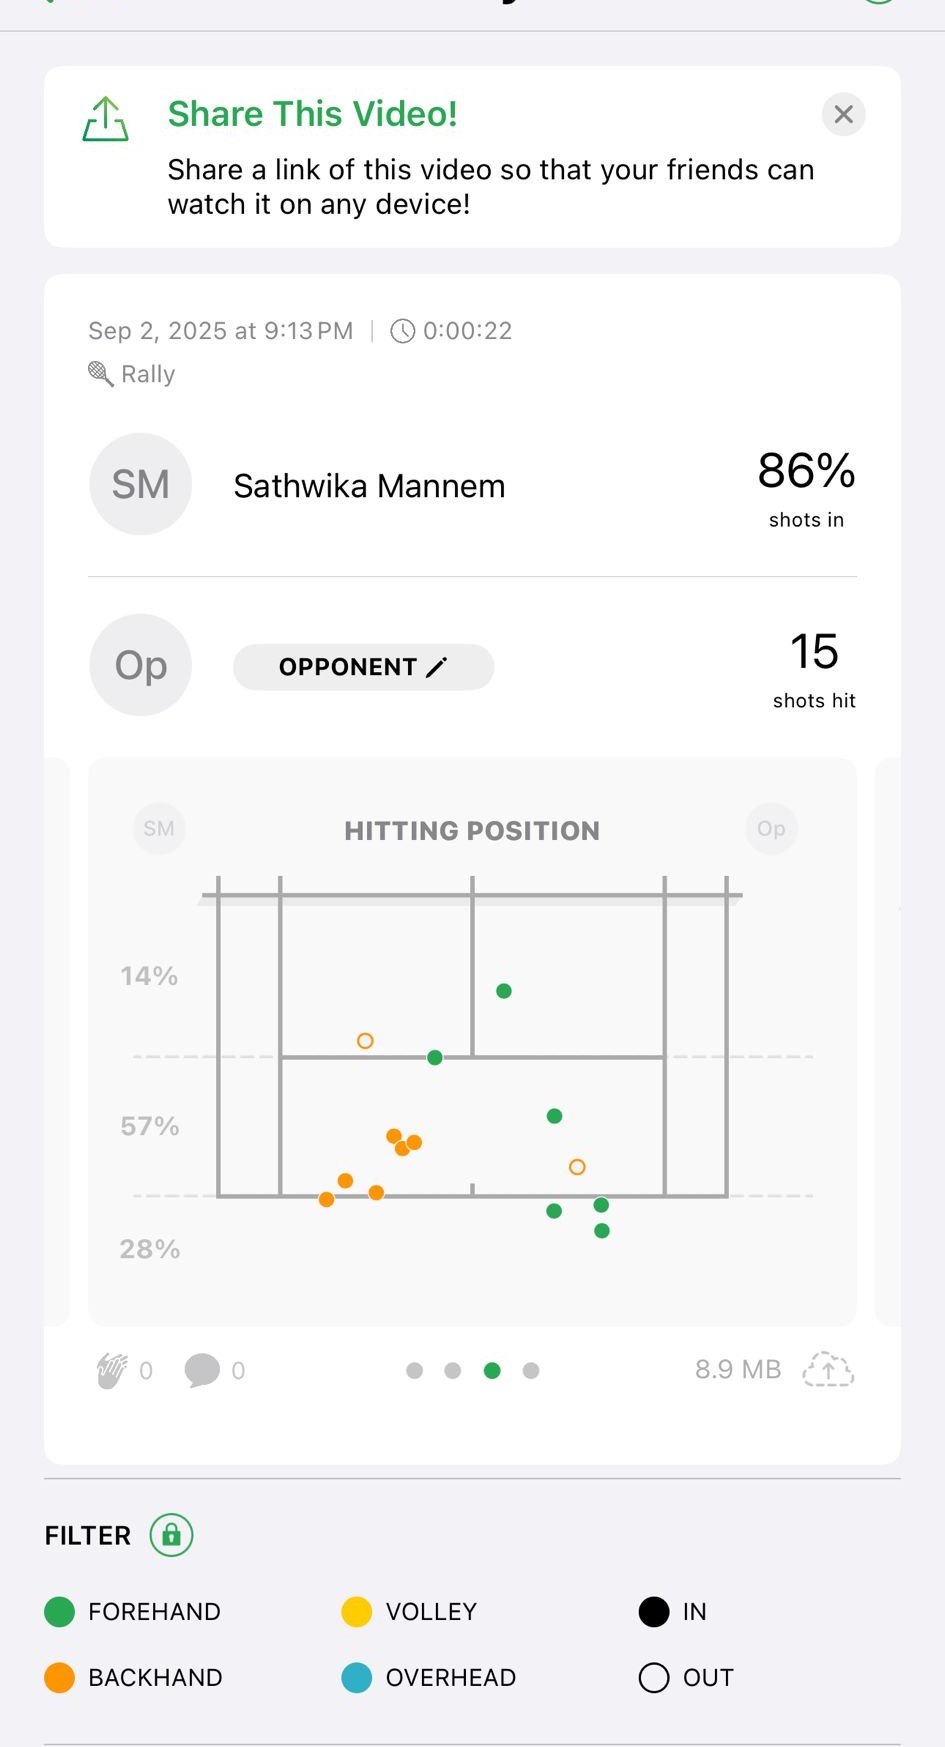 Share This Video!
Share a link of this video so that your friends can
watch it on any device!
Sep 2, 2025 at 9:13 PM | 0:00:22
Rally
SM Sathwika Mannem 86%
shots in
Op OPPONENT 15
shots hit
SM HITTING POSITION Op
14%
57%
28%
0 0 8.9 MB
FILTER
FOREHAND VOLLEY IN
BACKHAND OVERHEAD OUT